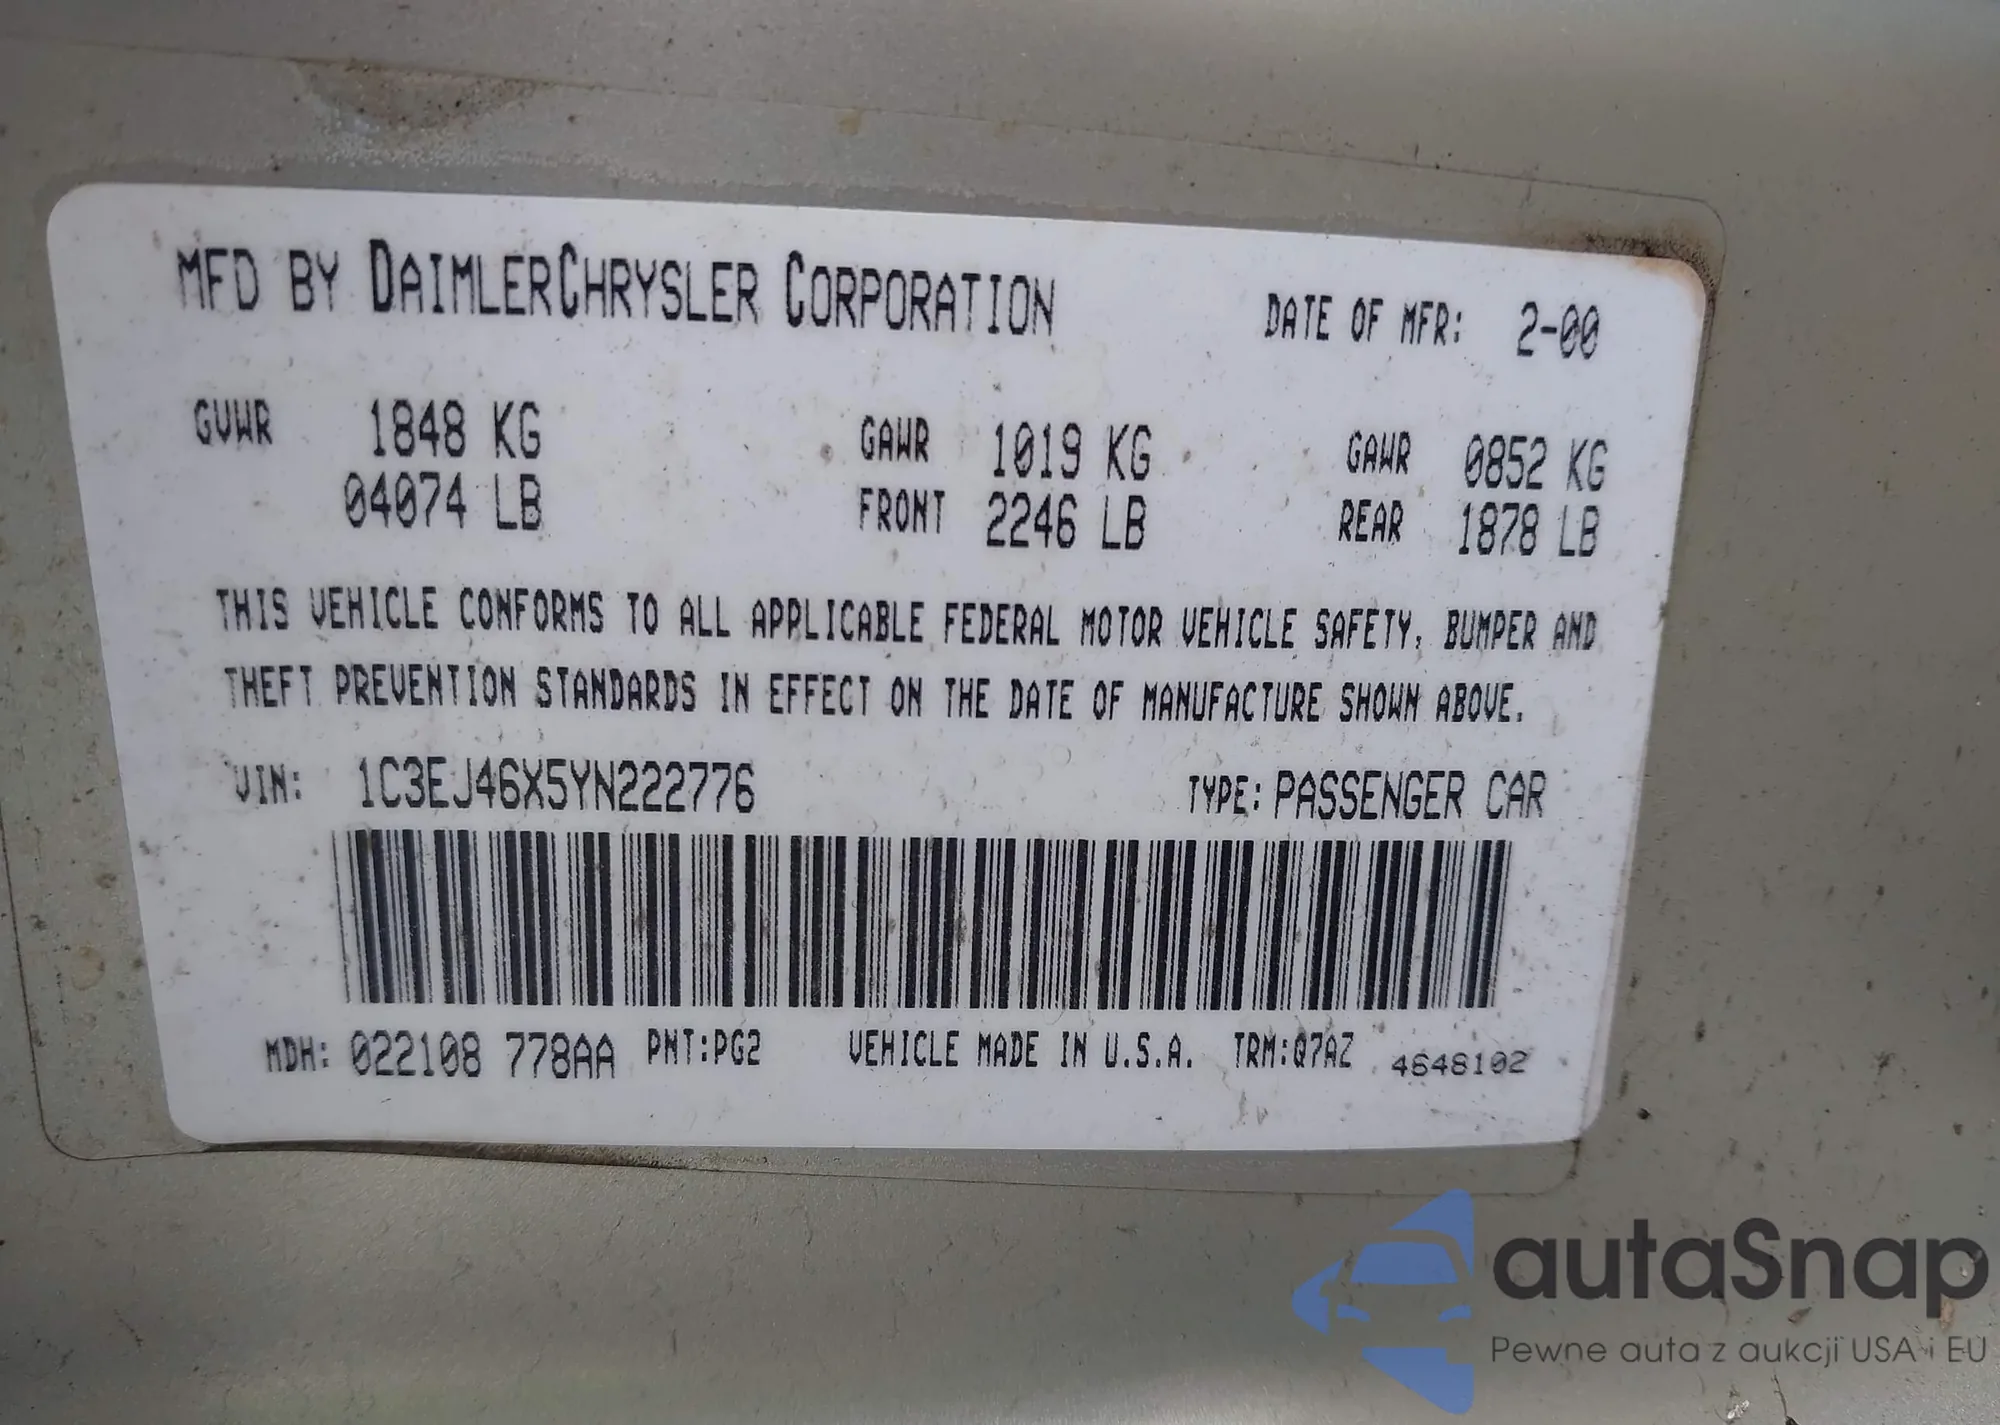 MFD BY DAIMLERCHRYSLER CORPORATION DATE OF MFR: 2-00
GVWR 1848 KG GAWR 1019 KG GAWR 0852 KG
04074 LB FRONT 2246 LB REAR 1878 LB
THIS VEHICLE CONFORMS TO ALL APPLICABLE FEDERAL MOTOR VEHICLE SAFETY, BUMPER AND
THEFT PREVENTION STANDARDS IN EFFECT ON THE DATE OF MANUFACTURE SHOWN ABOVE.
VIN: 1C3EJ46X5YN222776 TYPE: PASSENGER CAR
MDH: 022108 778AA PNT:PG2 VEHICLE MADE IN U.S.A. TRM:Q7AZ 4648102
autaSnap
Pewne auta z aukcji USA i EU